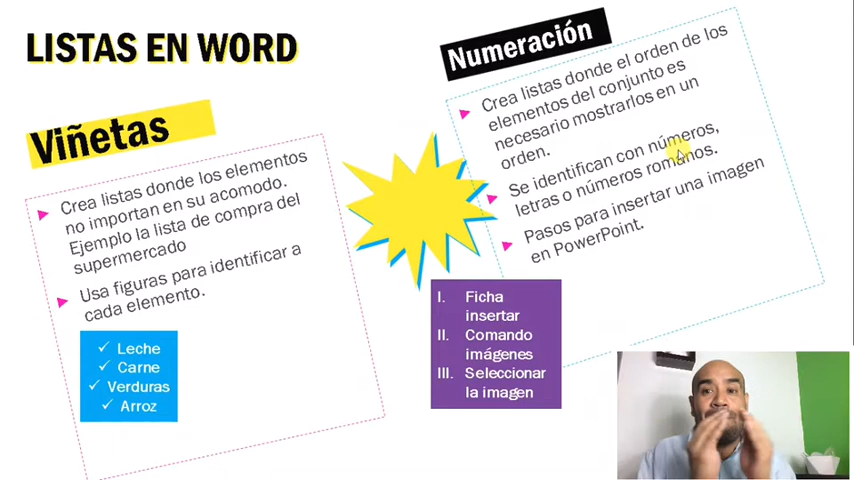 LISTAS EN WORD
Viñetas
Crea listas donde los elementos
no importan en su acomodo.
Ejemplo la lista de compra del
supermercado
Usa figuras para identificar a
cada elemento.
✓ Leche
✓ Carne
✓ Verduras
✓ Arroz
Numeración
Crea listas donde el orden de los
elementos del conjunto es
necesario mostrarlos en un
orden.
Se identifican con números,
letras o números romanos.
Pasos para insertar una imagen
en PowerPoint.
I. Ficha
insertar
II. Comando
imágenes
III. Seleccionar
la imagen